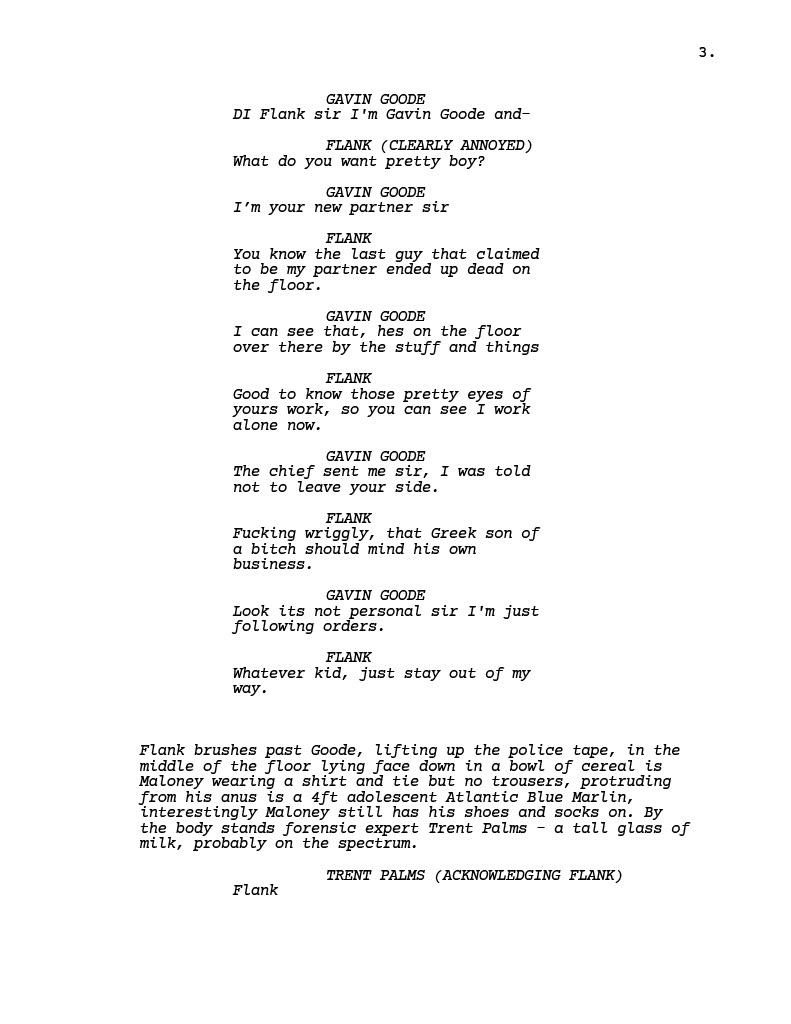 3.
GAVIN GOODE
DI Flank sir I'm Gavin Goode and-
FLANK (CLEARLY ANNOYED)
What do you want pretty boy?
GAVIN GOODE
I’m your new partner sir
FLANK
You know the last guy that claimed
to be my partner ended up dead on
the floor.
GAVIN GOODE
I can see that, hes on the floor
over there by the stuff and things
FLANK
Good to know those pretty eyes of
yours work, so you can see I work
alone now.
GAVIN GOODE
The chief sent me sir, I was told
not to leave your side.
FLANK
Fucking wriggly, that Greek son of
a bitch should mind his own
business.
GAVIN GOODE
Look its not personal sir I'm just
following orders.
FLANK
Whatever kid, just stay out of my
way.
Flank brushes past Goode, lifting up the police tape, in the
middle of the floor lying face down in a bowl of cereal is
Maloney wearing a shirt and tie but no trousers, protruding
from his anus is a 4ft adolescent Atlantic Blue Marlin,
interestingly Maloney still has his shoes and socks on. By
the body stands forensic expert Trent Palms – a tall glass of
milk, probably on the spectrum.
TRENT PALMS (ACKNOWLEDGING FLANK)
Flank